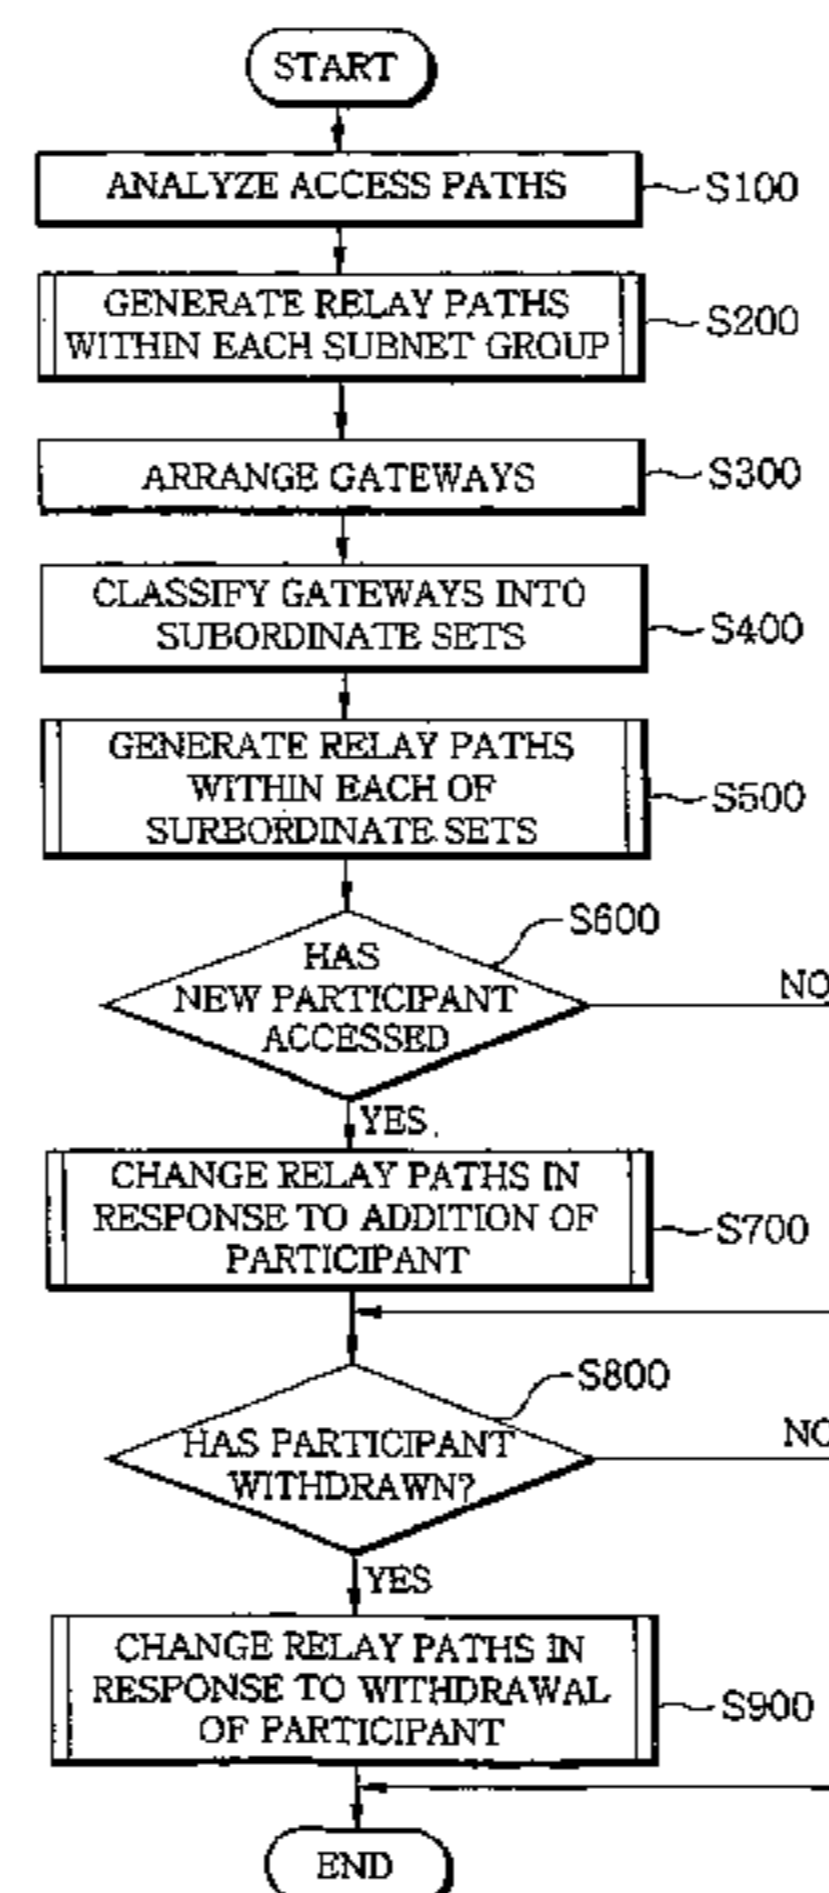 START
ANALYZE ACCESS PATHS
S100
GENERATE RELAY PATHS
WITHIN EACH SUBNET GROUP
S200
ARRANGE GATEWAYS
S300
CLASSIFY GATEWAYS INTO
SUBORDINATE SETS
S400
GENERATE RELAY PATHS
WITHIN EACH OF
SURBORDINATE SETS
S500
S600
HAS
NEW PARTICIPANT
ACCESSED
NO
YES
CHANGE RELAY PATHS IN
RESPONSE TO ADDITION OF
PARTICIPANT
S700
S800
HAS PARTICIPANT
WITHDRAWN?
NO
YES
CHANGE RELAY PATHS IN
RESPONSE TO WITHDRAWAL
OF PARTICIPANT
S900
END